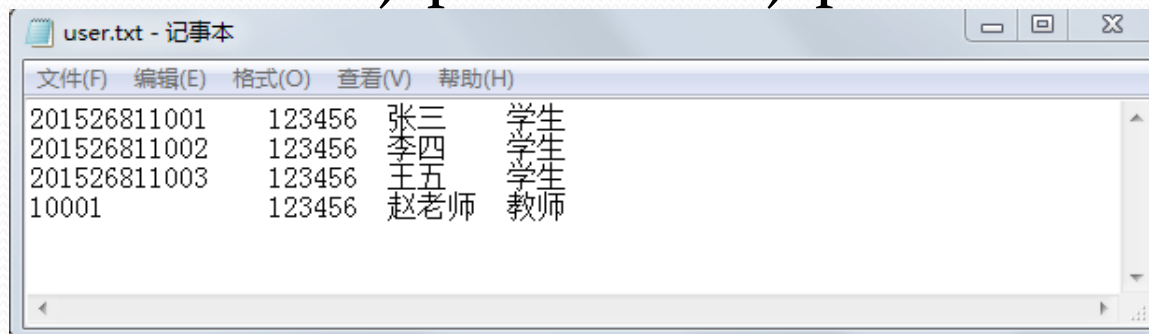 user.txt - 记事本
文件(F) 编辑(E) 格式(O) 查看(V) 帮助(H)
201526811001 123456 张三 学生
201526811002 123456 李四 学生
201526811003 123456 王五 学生
10001 123456 赵老师 教师